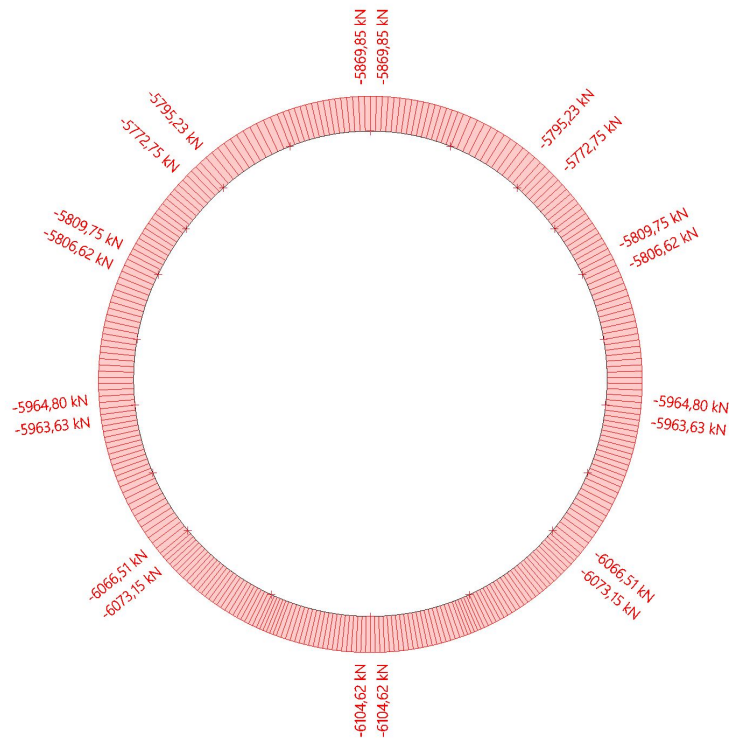 -5869,85 kN
-5869,85 kN
-5795,23 kN
-5772,75 kN
-5795,23 kN
-5772,75 kN
-5809,75 kN
-5806,62 kN
-5809,75 kN
-5806,62 kN
-5964,80 kN
-5963,63 kN
-5964,80 kN
-5963,63 kN
-6066,51 kN
-6073,15 kN
-6066,51 kN
-6073,15 kN
-6104,62 kN
-6104,62 kN